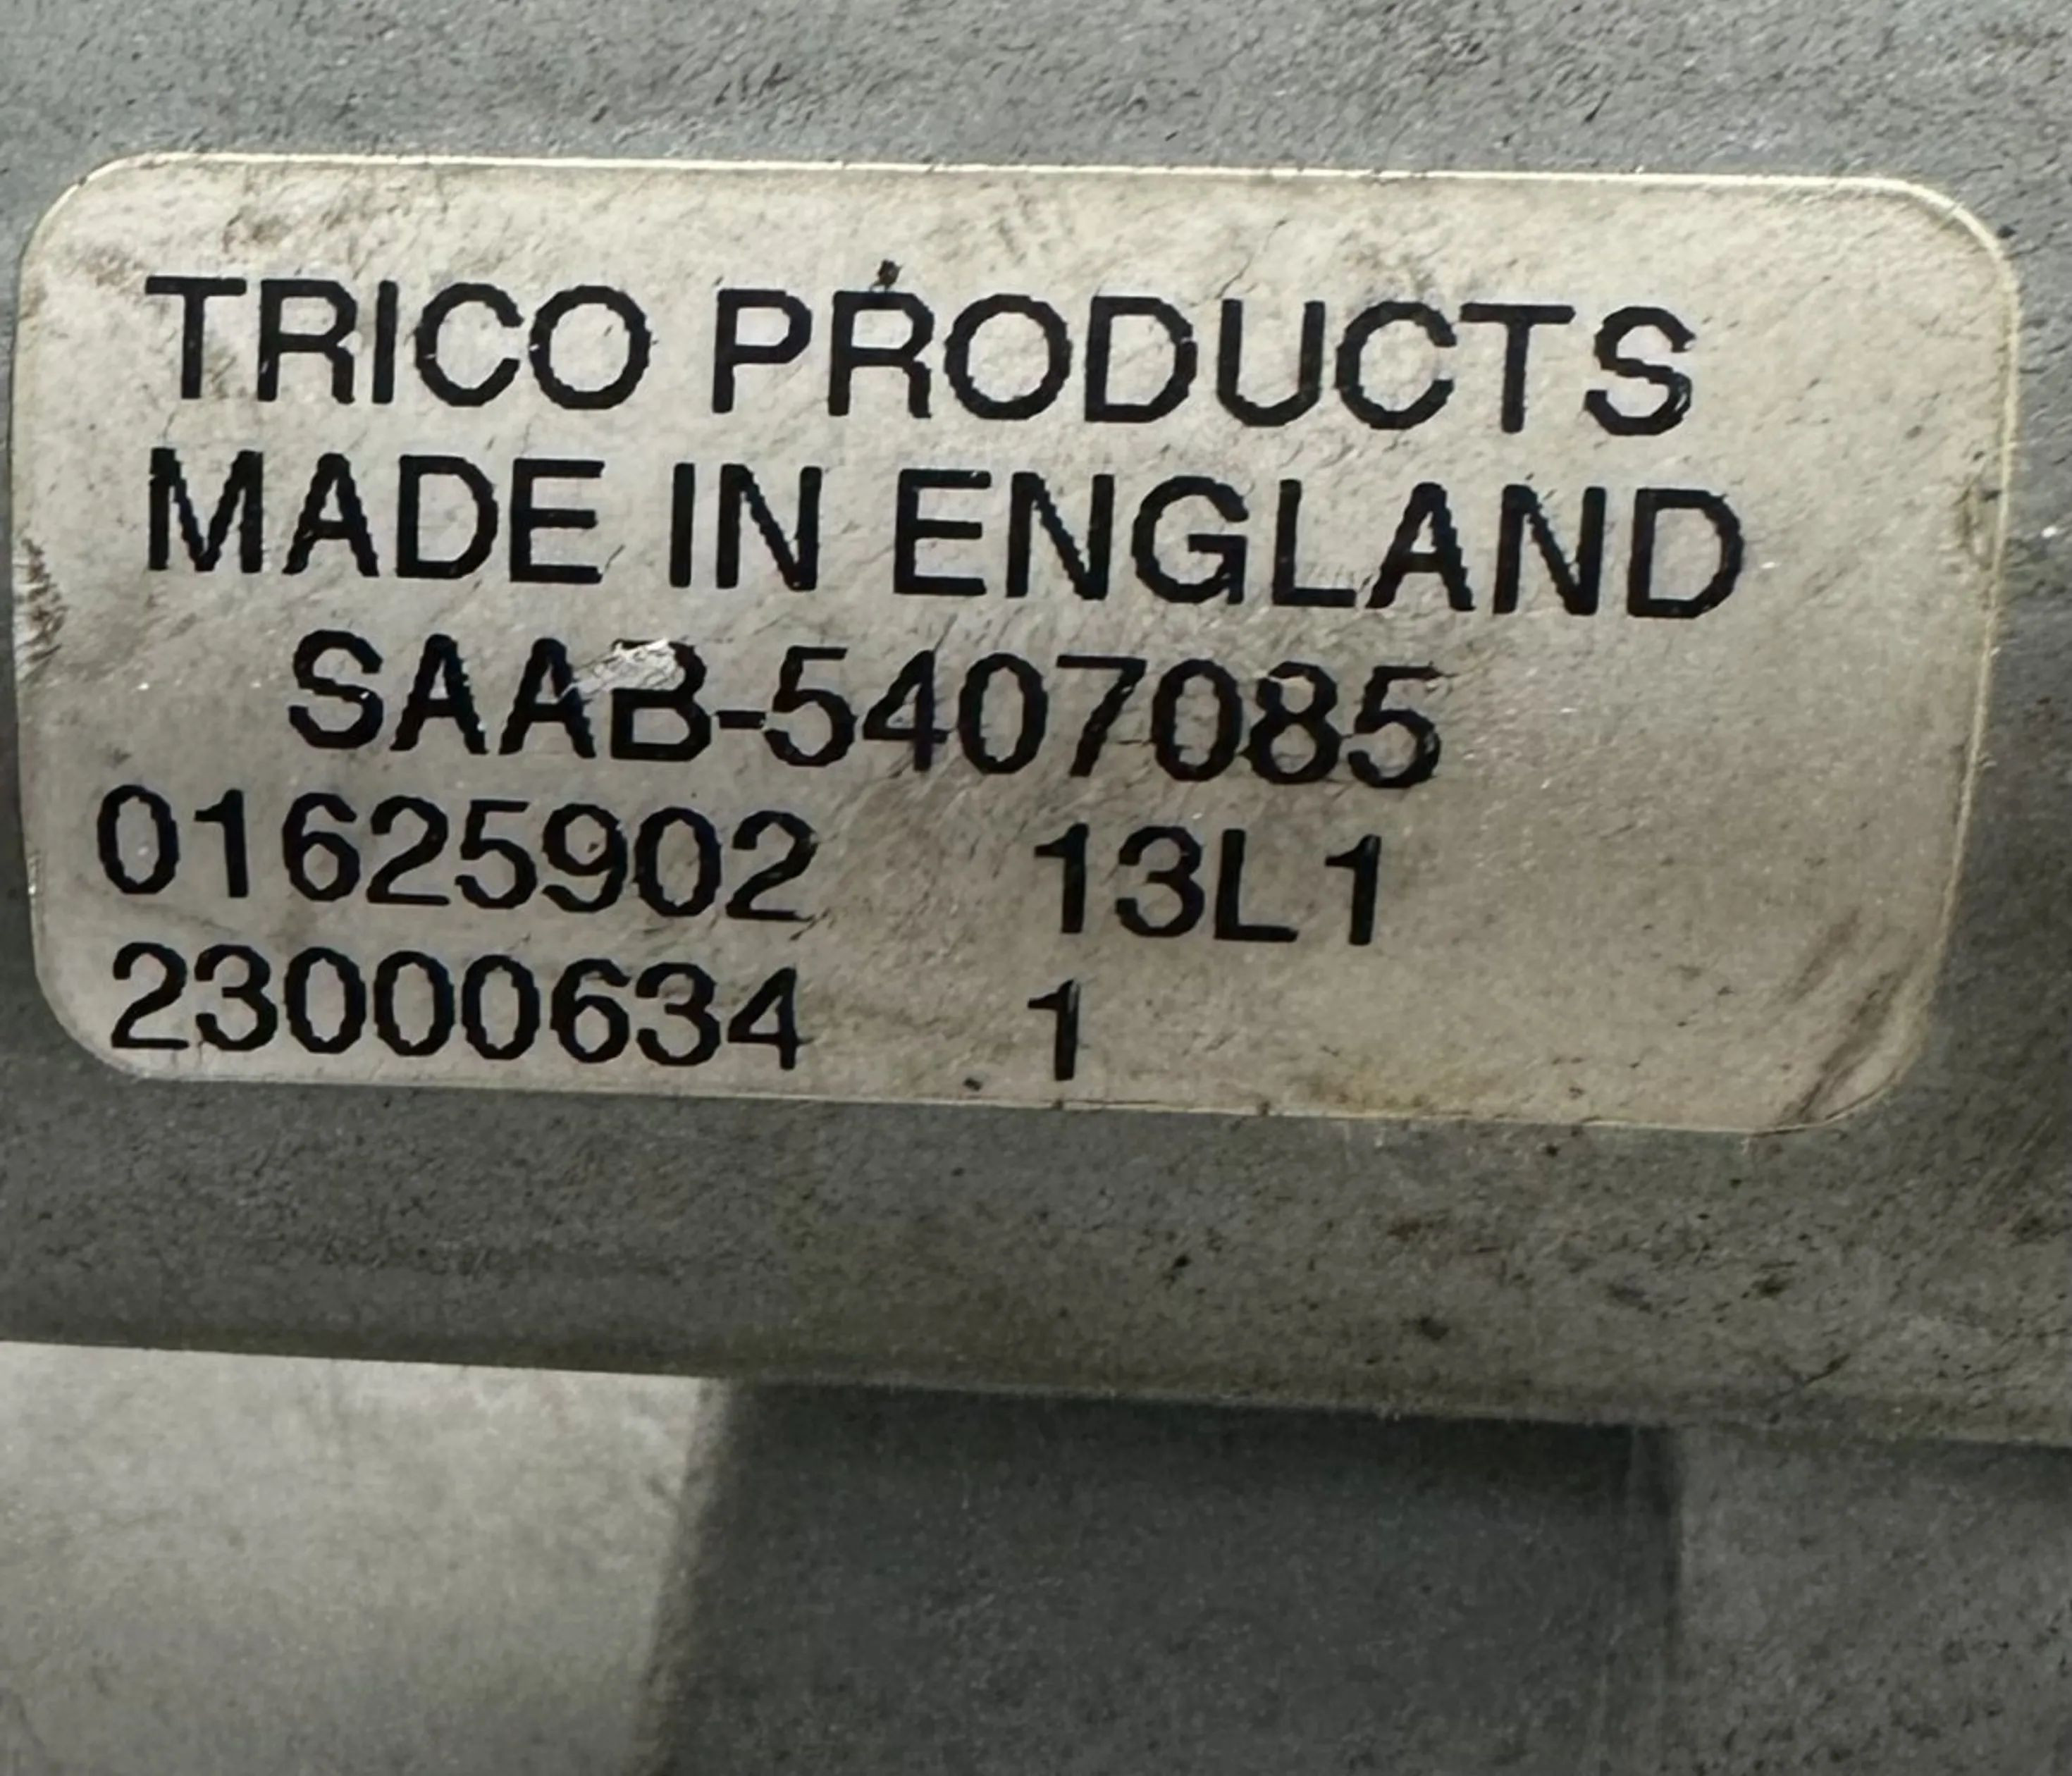 TRICO PRODUCTS
MADE IN ENGLAND
SAAB-5407085
01625902 13L1
23000634 1